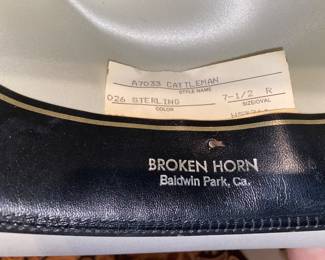 A7033 CATTLEMAN
STYLE NAME
026 STERLING 7-1/2 R
COLOR SIZE/OVAL
BROKEN HORN
Baldwin Park, Ca.